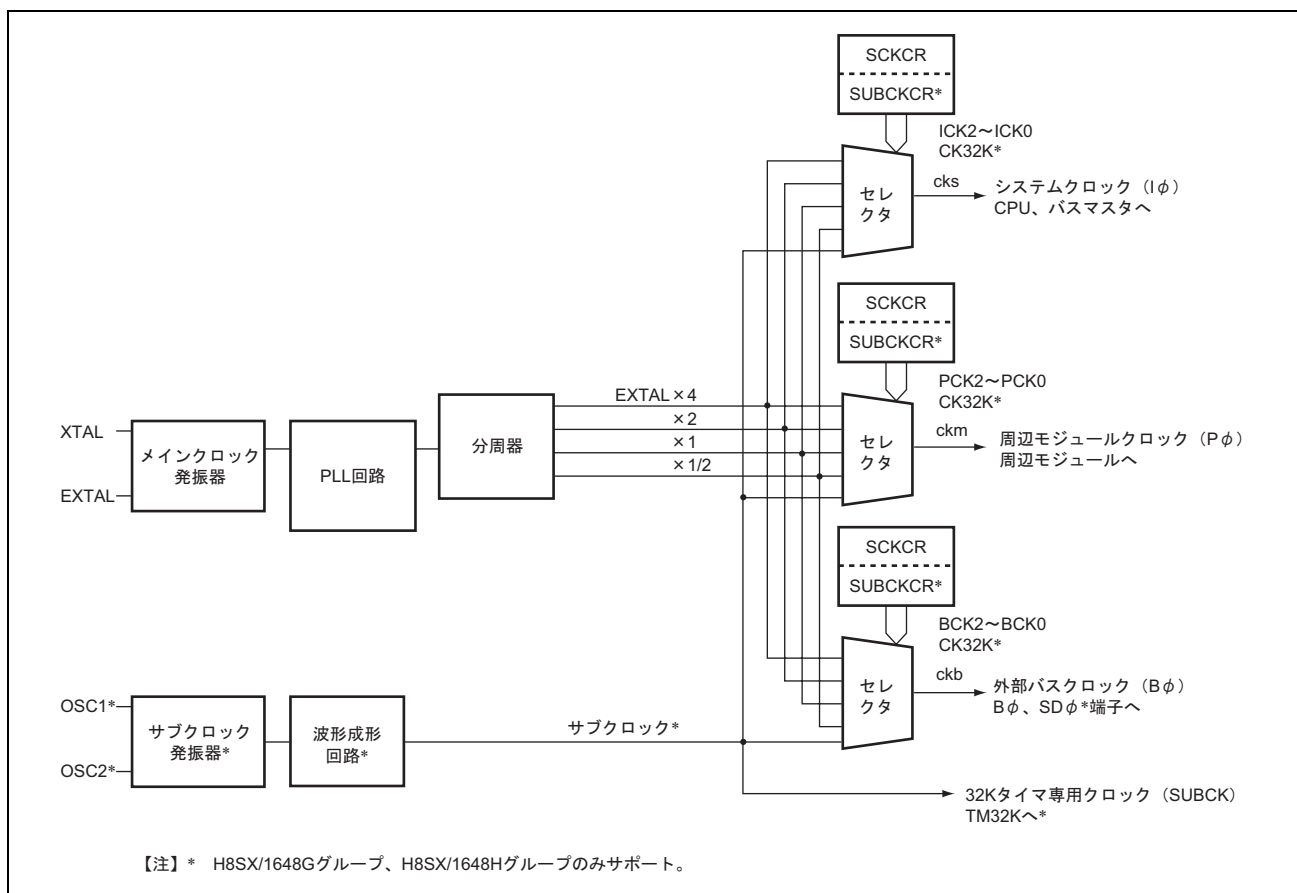 SCKCR
SUBCKCR*
ICK2～ICK0
CK32K*
セレ
クタ
cks
システムクロック（Iφ）
CPU、バスマスタへ
SCKCR
SUBCKCR*
PCK2～PCK0
CK32K*
セレ
クタ
ckm
周辺モジュールクロック（Pφ）
周辺モジュールへ
XTAL
EXTAL
メインクロック
発振器
PLL回路
分周器
EXTAL×4
×2
×1
×1/2
SCKCR
SUBCKCR*
BCK2～BCK0
CK32K*
セレ
クタ
ckb
外部バスクロック（Bφ）
Bφ、SDφ*端子へ
OSC1*
OSC2*
サブクロック
発振器*
波形成形
回路*
サブクロック*
32Kタイマ専用クロック（SUBCK）
TM32Kへ*
【注】* H8SX/1648Gグループ、H8SX/1648Hグループのみサポート。